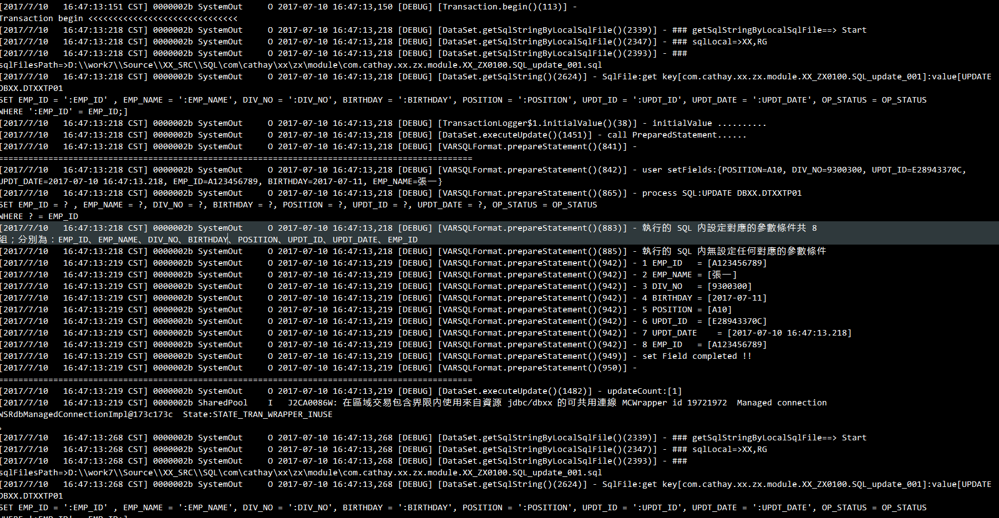 [2017/7/10   16:47:13:151 CST] 0000002b SystemOut     O 2017-07-10 16:47:13,150 [DEBUG] [Transaction.begin()(113)] -
Transaction begin <<<<<<<<<<<<<<<<<<<<<<<<<<<<<<
[2017/7/10   16:47:13:218 CST] 0000002b SystemOut     O 2017-07-10 16:47:13,218 [DEBUG] [DataSet.getSqlStringByLocalSqlFile()(2339)] - ### getSqlStringByLocalSqlFile==> Start
[2017/7/10   16:47:13:218 CST] 0000002b SystemOut     O 2017-07-10 16:47:13,218 [DEBUG] [DataSet.getSqlStringByLocalSqlFile()(2347)] - ### sqlLocal=>XX,RG
[2017/7/10   16:47:13:218 CST] 0000002b SystemOut     O 2017-07-10 16:47:13,218 [DEBUG] [DataSet.getSqlStringByLocalSqlFile()(2393)] - ###
sqlFilesPath=>D:\\work7\\Source\\XX_SRC\\SQL\com\cathay\xx\zx\module\com.cathay.xx.zx.module.XX_ZX0100.SQL_update_001.sql
[2017/7/10   16:47:13:218 CST] 0000002b SystemOut     O 2017-07-10 16:47:13,218 [DEBUG] [DataSet.getSqlString()(2624)] - SqlFile:get key[com.cathay.xx.zx.module.XX_ZX0100.SQL_update_001]:value[UPDATE
DBXX.DTXXTP01
SET EMP_ID = ':EMP_ID' , EMP_NAME = ':EMP_NAME', DIV_NO = ':DIV_NO', BIRTHDAY = ':BIRTHDAY', POSITION = ':POSITION', UPDT_ID = ':UPDT_ID', UPDT_DATE = ':UPDT_DATE', OP_STATUS = OP_STATUS
WHERE ':EMP_ID' = EMP_ID;]
[2017/7/10   16:47:13:218 CST] 0000002b SystemOut     O 2017-07-10 16:47:13,218 [DEBUG] [TransactionLogger$1.initialValue()(38)] - initialValue ..........
[2017/7/10   16:47:13:218 CST] 0000002b SystemOut     O 2017-07-10 16:47:13,218 [DEBUG] [DataSet.executeUpdate()(1451)] - call PreparedStatement......
[2017/7/10   16:47:13:218 CST] 0000002b SystemOut     O 2017-07-10 16:47:13,218 [DEBUG] [VARSQLFormat.prepareStatement()(841)] -
===============================================================================================
[2017/7/10   16:47:13:218 CST] 0000002b SystemOut     O 2017-07-10 16:47:13,218 [DEBUG] [VARSQLFormat.prepareStatement()(842)] - user setFields:{POSITION=A10, DIV_NO=9300300, UPDT_ID=E28943370C,
UPDT_DATE=2017-07-10 16:47:13.218, EMP_ID=A123456789, BIRTHDAY=2017-07-11, EMP_NAME=張一}
[2017/7/10   16:47:13:218 CST] 0000002b SystemOut     O 2017-07-10 16:47:13,218 [DEBUG] [VARSQLFormat.prepareStatement()(865)] - process SQL:UPDATE DBXX.DTXXTP01
SET EMP_ID = ? , EMP_NAME = ?, DIV_NO = ?, BIRTHDAY = ?, POSITION = ?, UPDT_ID = ?, UPDT_DATE = ?, OP_STATUS = OP_STATUS
WHERE ? = EMP_ID
[2017/7/10   16:47:13:218 CST] 0000002b SystemOut     O 2017-07-10 16:47:13,218 [DEBUG] [VARSQLFormat.prepareStatement()(883)] - 執行的 SQL 內設定對應的參數條件共 8
組；分別為：EMP_ID、EMP_NAME、DIV_NO、BIRTHDAY、POSITION、UPDT_ID、UPDT_DATE、EMP_ID
[2017/7/10   16:47:13:218 CST] 0000002b SystemOut     O 2017-07-10 16:47:13,218 [DEBUG] [VARSQLFormat.prepareStatement()(885)] - 執行的 SQL 內無設定任何對應的參數條件
[2017/7/10   16:47:13:219 CST] 0000002b SystemOut     O 2017-07-10 16:47:13,219 [DEBUG] [VARSQLFormat.prepareStatement()(942)] - 1 EMP_ID   = [A123456789]
[2017/7/10   16:47:13:219 CST] 0000002b SystemOut     O 2017-07-10 16:47:13,219 [DEBUG] [VARSQLFormat.prepareStatement()(942)] - 2 EMP_NAME = [張一]
[2017/7/10   16:47:13:219 CST] 0000002b SystemOut     O 2017-07-10 16:47:13,219 [DEBUG] [VARSQLFormat.prepareStatement()(942)] - 3 DIV_NO   = [9300300]
[2017/7/10   16:47:13:219 CST] 0000002b SystemOut     O 2017-07-10 16:47:13,219 [DEBUG] [VARSQLFormat.prepareStatement()(942)] - 4 BIRTHDAY = [2017-07-11]
[2017/7/10   16:47:13:219 CST] 0000002b SystemOut     O 2017-07-10 16:47:13,219 [DEBUG] [VARSQLFormat.prepareStatement()(942)] - 5 POSITION = [A10]
[2017/7/10   16:47:13:219 CST] 0000002b SystemOut     O 2017-07-10 16:47:13,219 [DEBUG] [VARSQLFormat.prepareStatement()(942)] - 6 UPDT_ID  = [E28943370C]
[2017/7/10   16:47:13:219 CST] 0000002b SystemOut     O 2017-07-10 16:47:13,219 [DEBUG] [VARSQLFormat.prepareStatement()(942)] - 7 UPDT_DATE    = [2017-07-10 16:47:13.218]
[2017/7/10   16:47:13:219 CST] 0000002b SystemOut     O 2017-07-10 16:47:13,219 [DEBUG] [VARSQLFormat.prepareStatement()(942)] - 8 EMP_ID   = [A123456789]
[2017/7/10   16:47:13:219 CST] 0000002b SystemOut     O 2017-07-10 16:47:13,219 [DEBUG] [VARSQLFormat.prepareStatement()(949)] - set Field completed !!
[2017/7/10   16:47:13:219 CST] 0000002b SystemOut     O 2017-07-10 16:47:13,219 [DEBUG] [VARSQLFormat.prepareStatement()(950)] -
===============================================================================================
[2017/7/10   16:47:13:219 CST] 0000002b SystemOut     O 2017-07-10 16:47:13,219 [DEBUG] [DataSet.executeUpdate()(1482)] - updateCount:[1]
[2017/7/10   16:47:13:219 CST] 0000002b SharedPool    I   J2CA0086W: 在區域交易包含界限內使用來自資源 jdbc/dbxx 的可共用連線 MCWrapper id 19721972  Managed connection
WSRdbManagedConnectionImpl@173c173c  State:STATE_TRAN_WRAPPER_INUSE
。
[2017/7/10   16:47:13:268 CST] 0000002b SystemOut     O 2017-07-10 16:47:13,268 [DEBUG] [DataSet.getSqlStringByLocalSqlFile()(2339)] - ### getSqlStringByLocalSqlFile==> Start
[2017/7/10   16:47:13:268 CST] 0000002b SystemOut     O 2017-07-10 16:47:13,268 [DEBUG] [DataSet.getSqlStringByLocalSqlFile()(2347)] - ### sqlLocal=>XX,RG
[2017/7/10   16:47:13:268 CST] 0000002b SystemOut     O 2017-07-10 16:47:13,268 [DEBUG] [DataSet.getSqlStringByLocalSqlFile()(2393)] - ###
sqlFilesPath=>D:\\work7\\Source\\XX_SRC\\SQL\com\cathay\xx\zx\module\com.cathay.xx.zx.module.XX_ZX0100.SQL_update_001.sql
[2017/7/10   16:47:13:268 CST] 0000002b SystemOut     O 2017-07-10 16:47:13,268 [DEBUG] [DataSet.getSqlString()(2624)] - SqlFile:get key[com.cathay.xx.zx.module.XX_ZX0100.SQL_update_001]:value[UPDATE
DBXX.DTXXTP01
SET EMP_ID = ':EMP_ID' , EMP_NAME = ':EMP_NAME', DIV_NO = ':DIV_NO', BIRTHDAY = ':BIRTHDAY', POSITION = ':POSITION', UPDT_ID = ':UPDT_ID', UPDT_DATE = ':UPDT_DATE', OP_STATUS = OP_STATUS